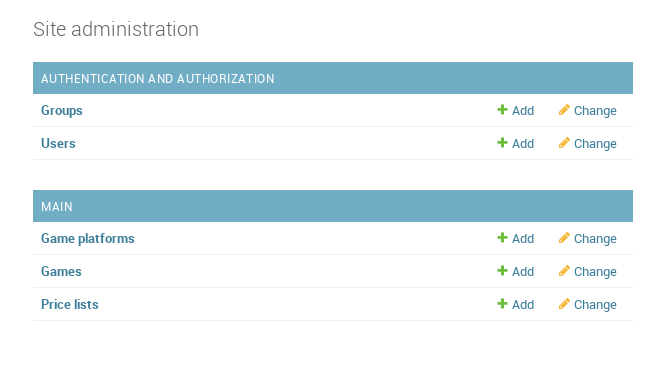 Site administration
AUTHENTICATION AND AUTHORIZATION
Groups Add Change
Users Add Change
MAIN
Game platforms Add Change
Games Add Change
Price lists Add Change